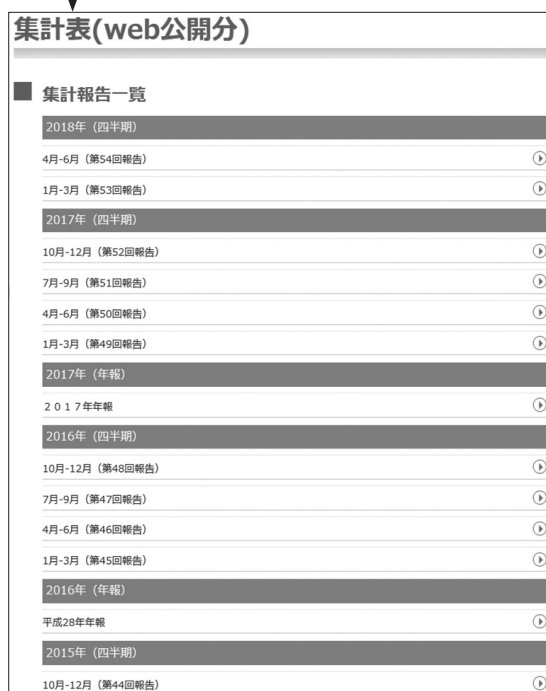 集計表(web公開分)
集計報告一覧
2018年（四半期）
4月-6月（第54回報告）
1月-3月（第53回報告）
2017年（四半期）
10月-12月（第52回報告）
7月-9月（第51回報告）
4月-6月（第50回報告）
1月-3月（第49回報告）
2017年（年報）
２０１７年年報
2016年（四半期）
10月-12月（第48回報告）
7月-9月（第47回報告）
4月-6月（第46回報告）
1月-3月（第45回報告）
2016年（年報）
平成28年年報
2015年（四半期）
10月-12月（第44回報告）